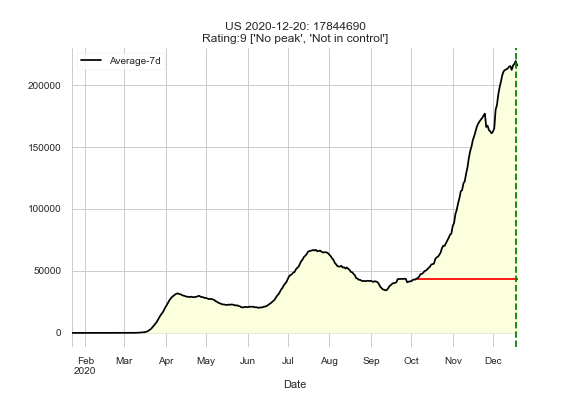 US 2020-12-20: 17844690
Rating:9 ['No peak', 'Not in control']
Average-7d
200000
150000
100000
50000
0
Feb Mar Apr May Jun Jul Aug Sep Oct Nov Dec
2020
Date